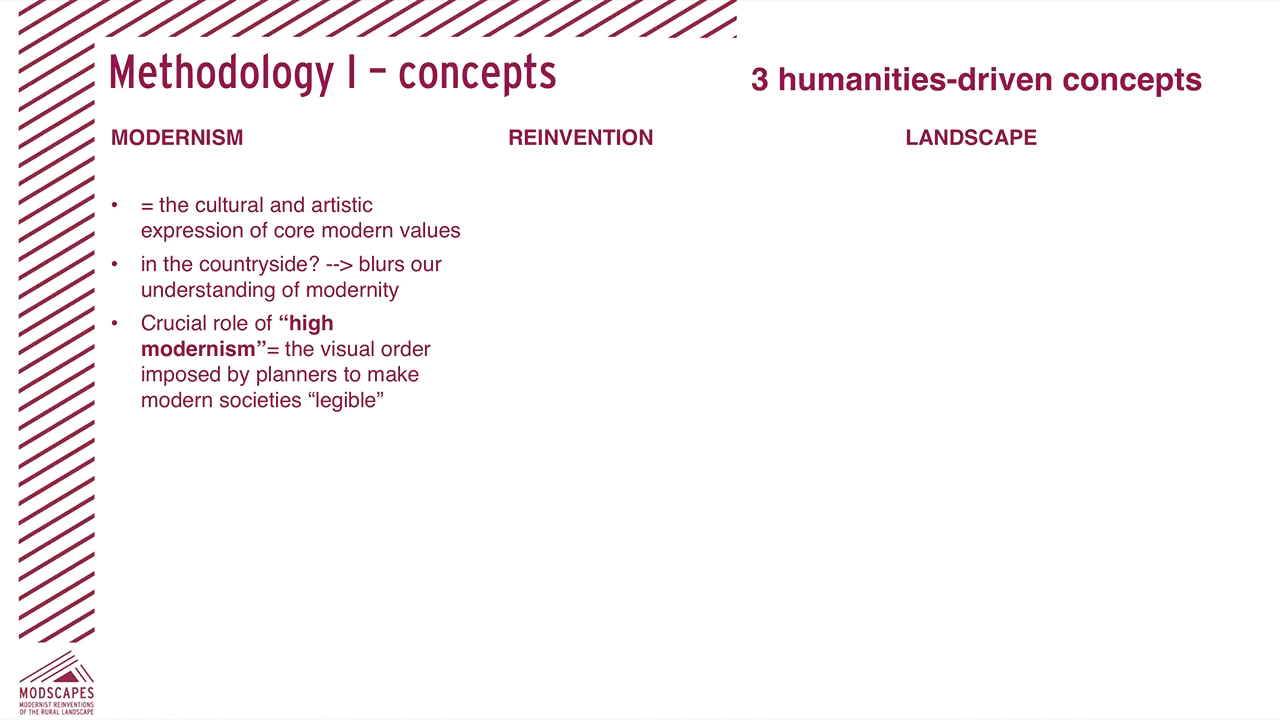 Methodology I – concepts
3 humanities-driven concepts
MODERNISM
REINVENTION
LANDSCAPE
• = the cultural and artistic
expression of core modern values
• in the countryside? --> blurs our
understanding of modernity
• Crucial role of “high
modernism”= the visual order
imposed by planners to make
modern societies “legible”
MODSCAPES
MODERNIST REINVENTIONS
OF THE RURAL LANDSCAPE